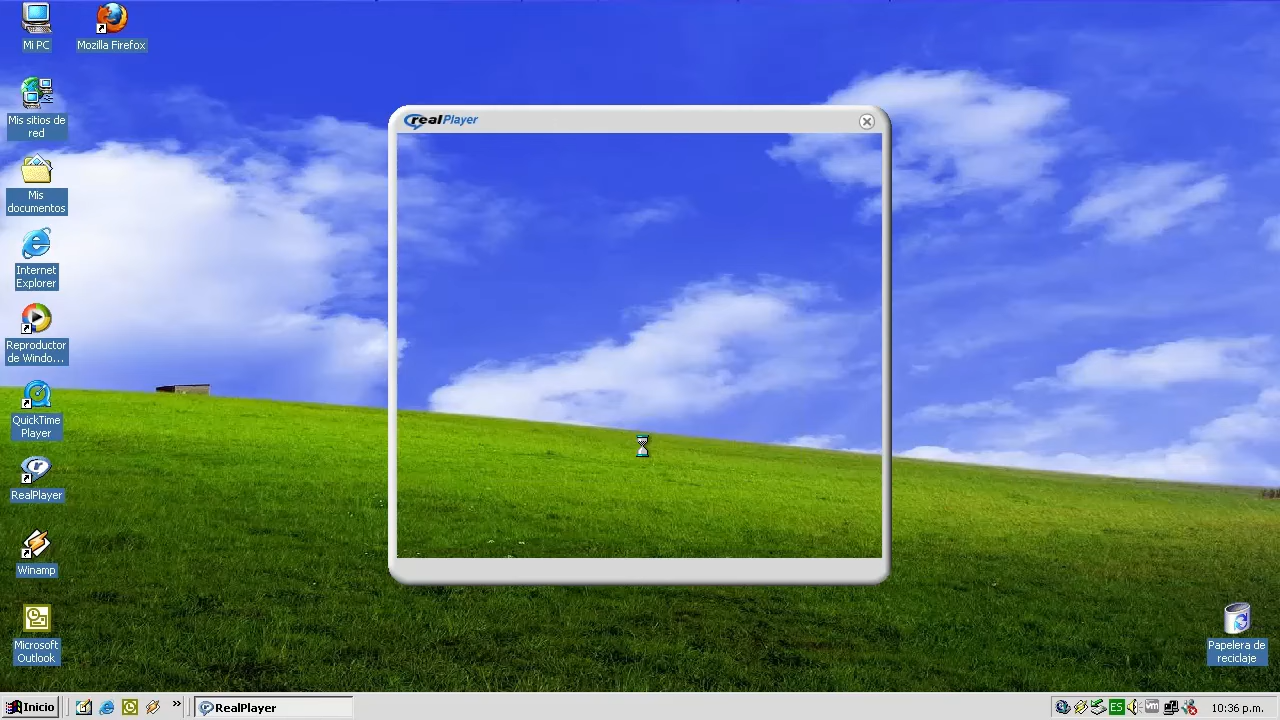 Mi PC
Mozilla Firefox
Mis sitios de
red
Mis
documentos
Internet
Explorer
Reproductor
de Windo...
QuickTime
Player
RealPlayer
Winamp
Microsoft
Outlook
realPlayer
Papelera de
reciclaje
Inicio
»
RealPlayer
ES
vm
10:36 p.m.